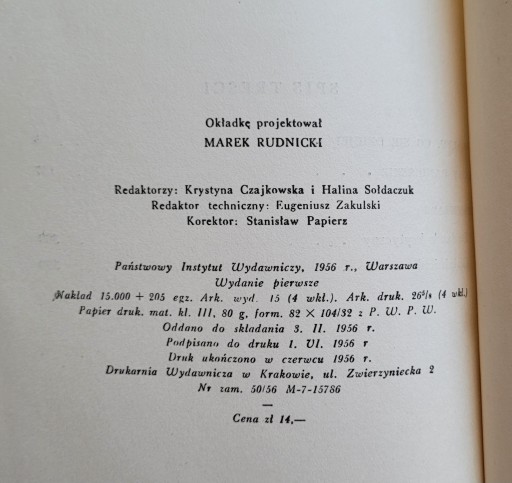 SPIS TREŚCI
Okładkę projektował
MAREK RUDNICKI
Redaktorzy: Krystyna Czajkowska i Halina Sołdaczuk
Redaktor techniczny: Eugeniusz Zakulski
Korektor: Stanisław Papierz
Państwowy Instytut Wydawniczy, 1956 r., Warszawa
Wydanie pierwsze
Nakład 15.000 + 205 egz. Ark. wyd. 15 (4 wkl.). Ark. druk. 26⁵/₈ (4 wkl.)
Papier druk. mat. kl. III, 80 g, form. 82 × 104/32 z P. W. P. W.
Oddano do składania 3. II. 1956 r.
Podpisano do druku 1. VI. 1956 r
Druk ukończono w czerwcu 1956 r.
Drukarnia Wydawnicza w Krakowie, ul. Zwierzyniecka 2
Nr zam. 50/56 M-7-15786
—
Cena zł 14,—